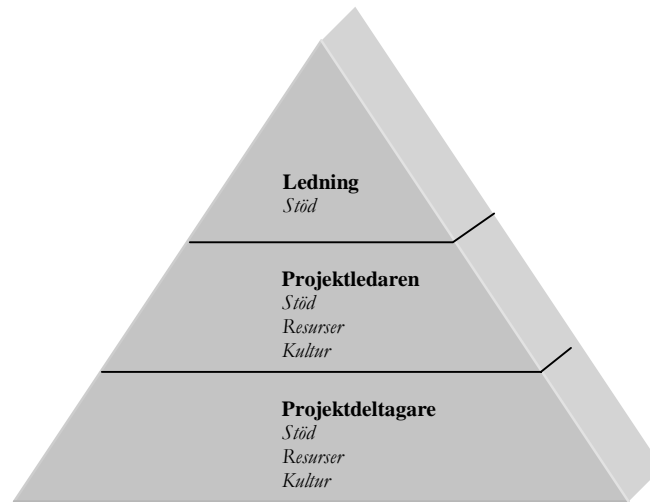 Ledning
Stöd
Projektledaren
Stöd
Resurser
Kultur
Projektdeltagare
Stöd
Resurser
Kultur